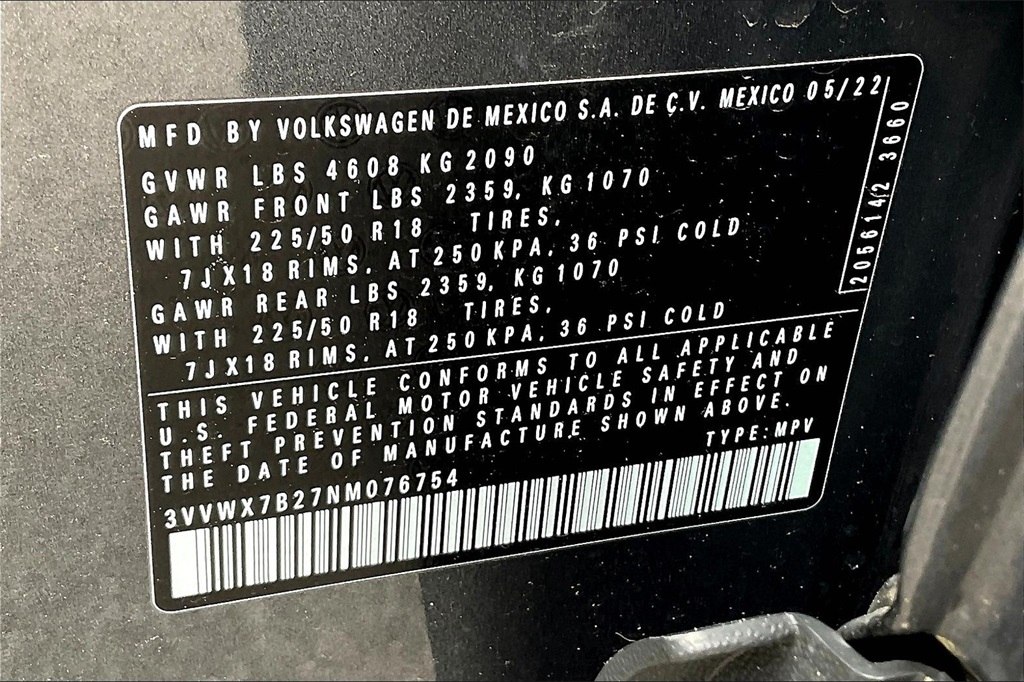 MFD BY VOLKSWAGEN DE MEXICO S.A. DE Ç.V. MEXICO 05/22
GVWR LBS 4608 KG 2090
GAWR FRONT LBS 2359, KG 1070
WITH 225/50 R18 TIRES,
7JX18 RIMS, AT 250 KPA, 36 PSI COLD
GAWR REAR LBS 2359, KG 1070
WITH 225/50 R18 TIRES,
7JX18 RIMS, AT 250 KPA, 36 PSI COLD
2056142 3660
THIS VEHICLE CONFORMS TO ALL APPLICABLE
U.S. FEDERAL MOTOR VEHICLE SAFETY AND
THEFT PREVENTION STANDARDS IN EFFECT ON
THE DATE OF MANUFACTURE SHOWN ABOVE.
TYPE: MPV
3VVWX7B27NM076754